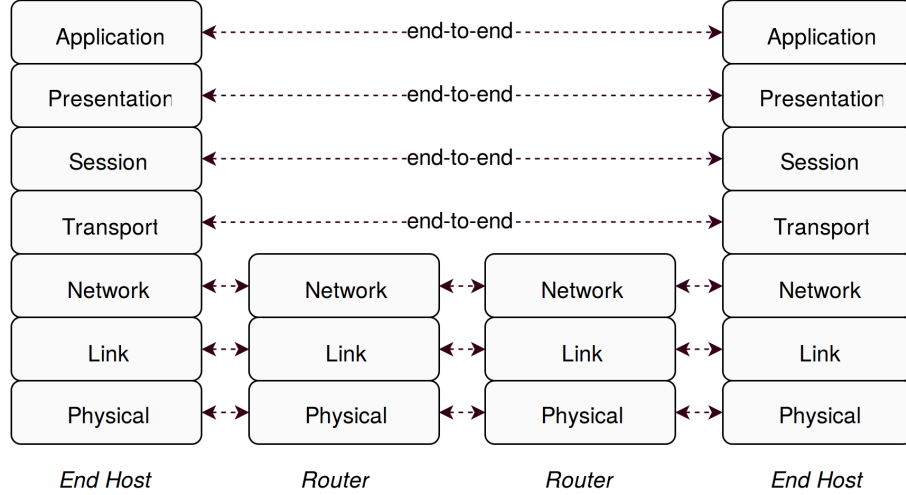 Application end-to-end Application
Presentation end-to-end Presentation
Session end-to-end Session
Transport end-to-end Transport
Network Network Network Network
Link Link Link Link
Physical Physical Physical Physical
End Host Router Router End Host